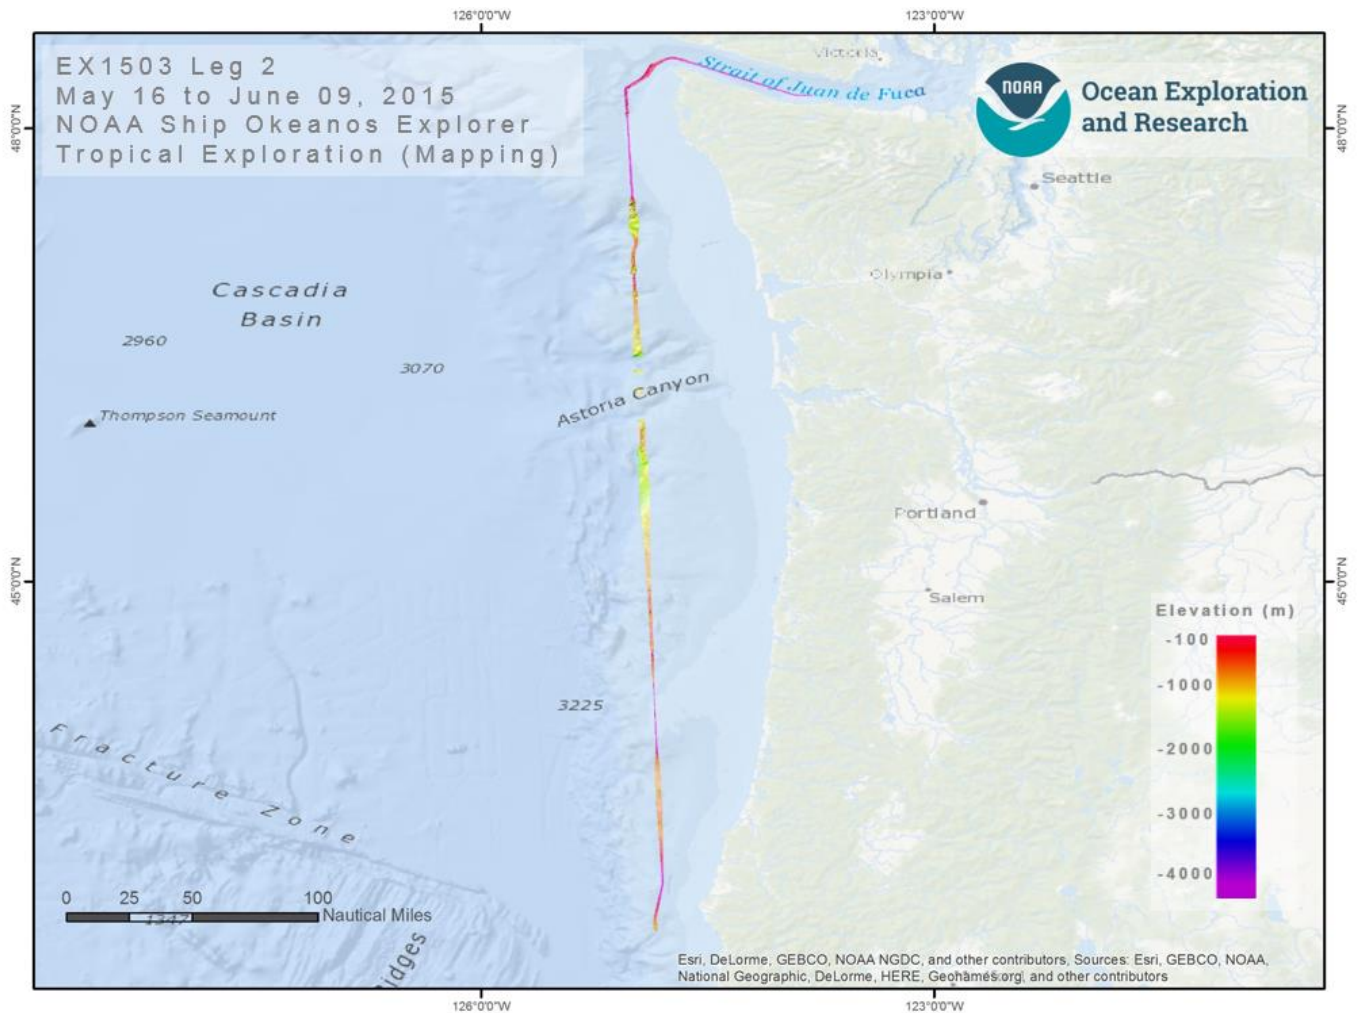 126°0'0"W
123°0'0"W
EX1503 Leg 2
May 16 to June 09, 2015
NOAA Ship Okeanos Explorer
Tropical Exploration (Mapping)
Victoria
Strait of Juan de Fuca
NOAA
Ocean Exploration
and Research
48°0'0"N
48°0'0"N
Seattle
Olympia
Cascadia
Basin
2960
3070
Thompson Seamount
Astoria Canyon
Portland
45°0'0"N
45°0'0"N
Salem
Elevation (m)
-100
-1000
-2000
-3000
-4000
3225
Fracture Zone
0 25 50 100
Nautical Miles
1347
Esri, DeLorme, GEBCO, NOAA NGDC, and other contributors, Sources: Esri, GEBCO, NOAA,
National Geographic, DeLorme, HERE, Geonames.org, and other contributors
126°0'0"W
123°0'0"W